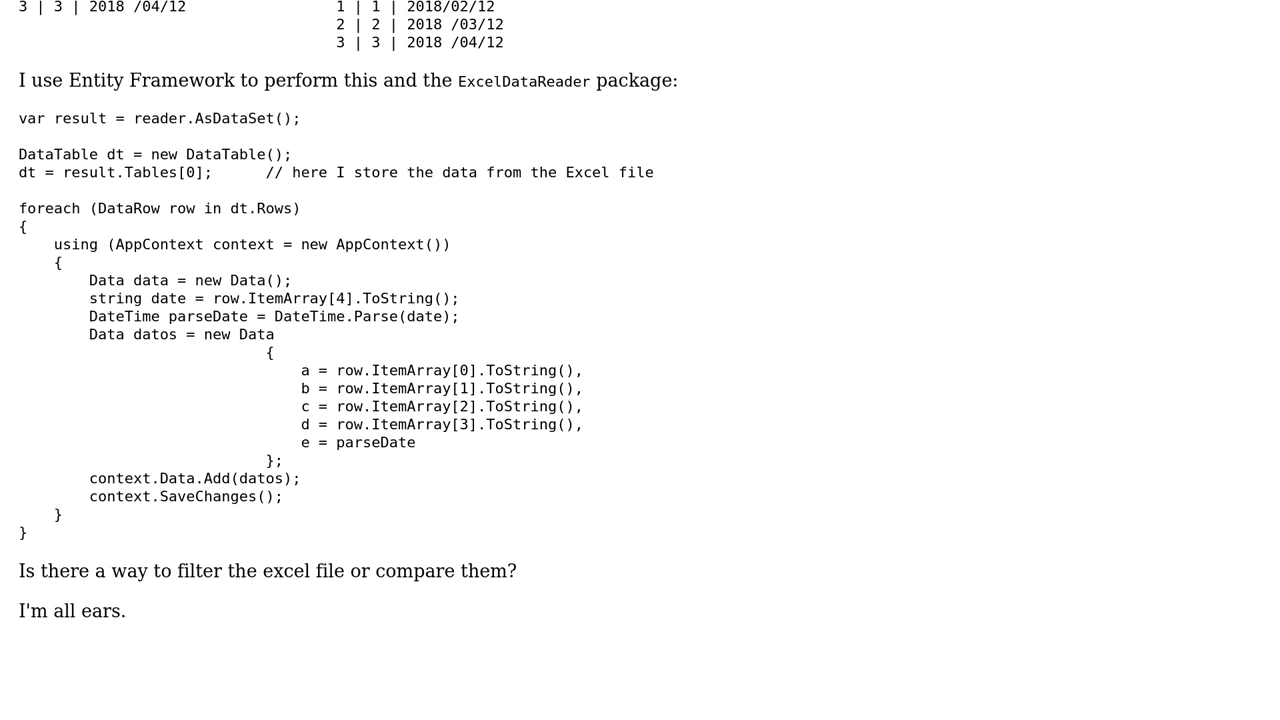 3 | 3 | 2018 /04/12                 1 | 1 | 2018/02/12
                                    2 | 2 | 2018 /03/12
                                    3 | 3 | 2018 /04/12
I use Entity Framework to perform this and the ExcelDataReader package:
var result = reader.AsDataSet();
DataTable dt = new DataTable();
dt = result.Tables[0];      // here I store the data from the Excel file
foreach (DataRow row in dt.Rows)
{
    using (AppContext context = new AppContext())
    {
        Data data = new Data();
        string date = row.ItemArray[4].ToString();
        DateTime parseDate = DateTime.Parse(date);
        Data datos = new Data
                            {
                                a = row.ItemArray[0].ToString(),
                                b = row.ItemArray[1].ToString(),
                                c = row.ItemArray[2].ToString(),
                                d = row.ItemArray[3].ToString(),
                                e = parseDate
                            };
        context.Data.Add(datos);
        context.SaveChanges();
    }
}
Is there a way to filter the excel file or compare them?
I'm all ears.